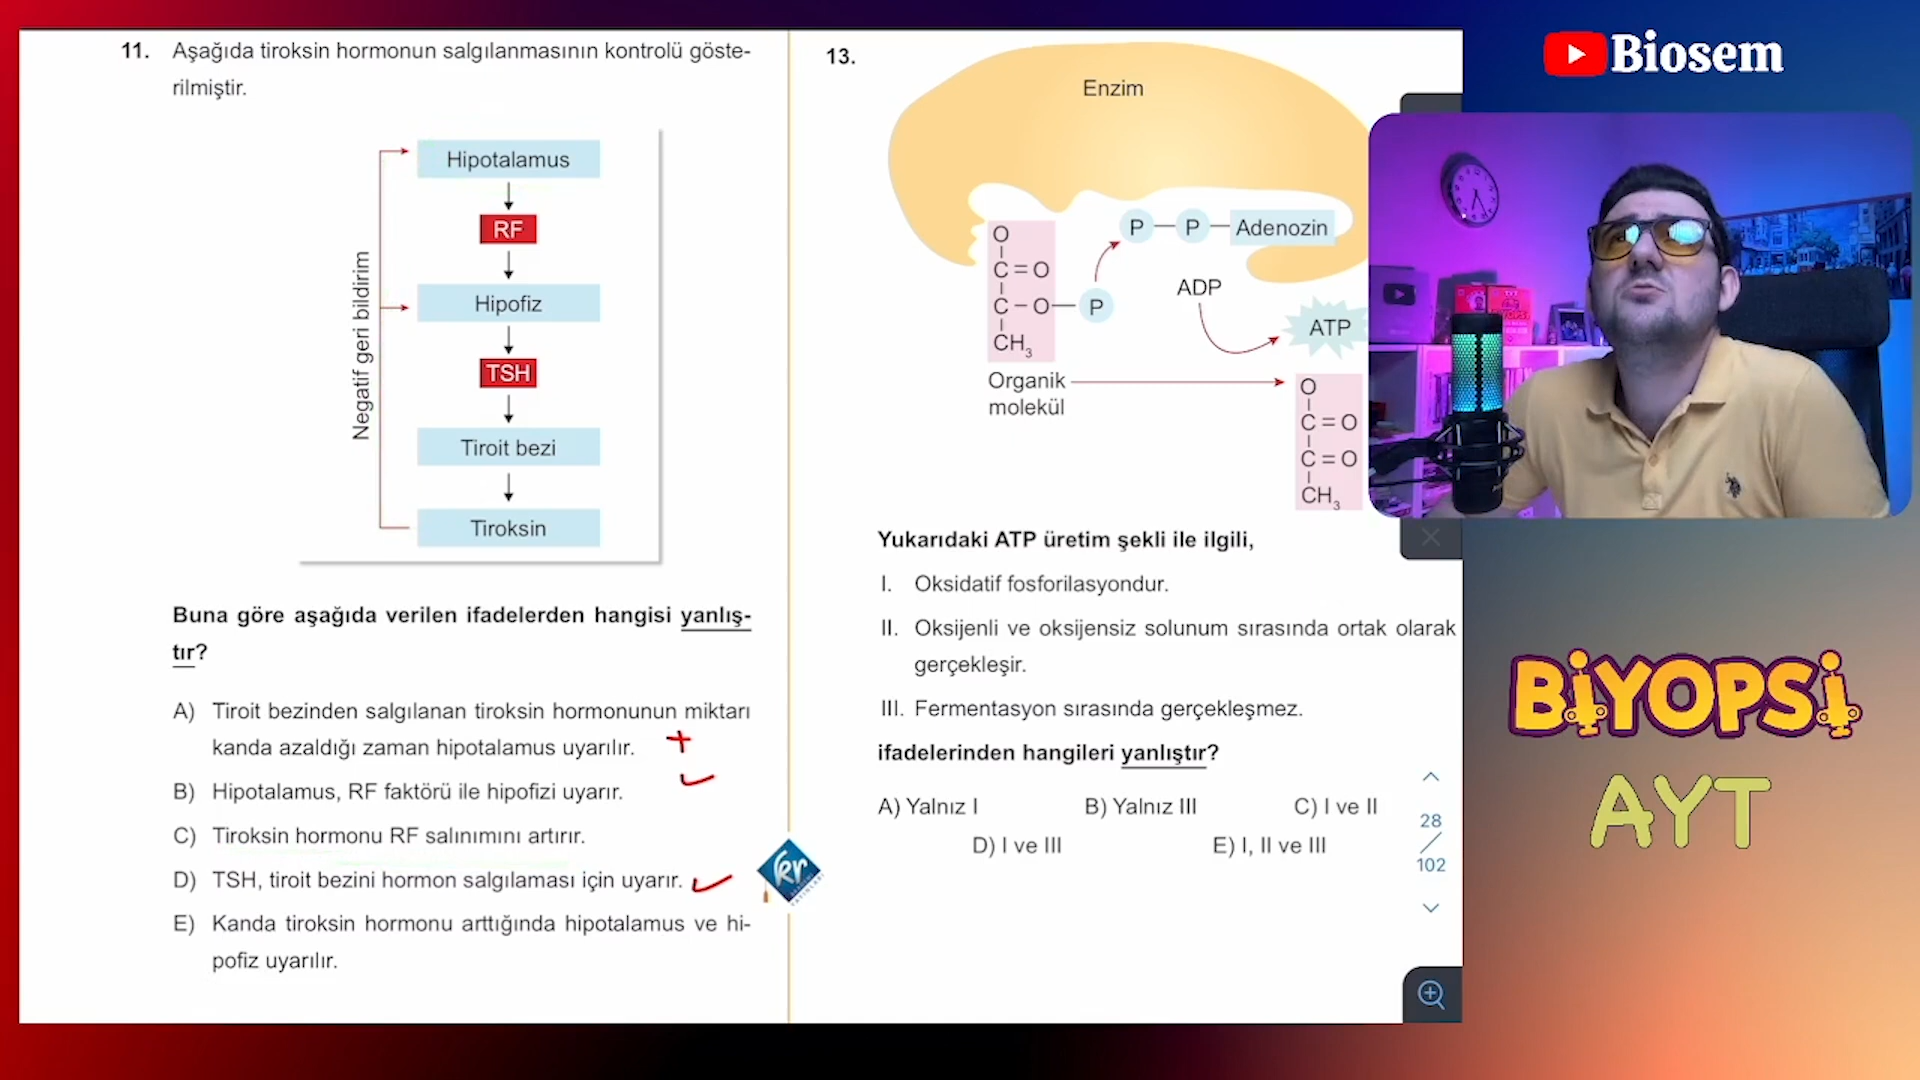 11. Aşağıda tiroksin hormonun salgılanmasının kontrolü göste-
rilmiştir.
Negatif geri bildirim
Hipotalamus
RF
Hipofiz
TSH
Tiroit bezi
Tiroksin
Buna göre aşağıda verilen ifadelerden hangisi yanlış-
tır?
A) Tiroit bezinden salgılanan tiroksin hormonunun miktarı
kanda azaldığı zaman hipotalamus uyarılır.
B) Hipotalamus, RF faktörü ile hipofizi uyarır.
C) Tiroksin hormonu RF salınımını artırır.
D) TSH, tiroit bezini hormon salgılaması için uyarır.
E) Kanda tiroksin hormonu arttığında hipotalamus ve hi-
pofiz uyarılır.
kr
13.
Enzim
P P Adenozin
O
C=O
C-O-P
CH3
ADP
ATP
Organik
molekül
O
C=O
C=O
CH3
Yukarıdaki ATP üretim şekli ile ilgili,
I. Oksidatif fosforilasyondur.
II. Oksijenli ve oksijensiz solunum sırasında ortak olarak
gerçekleşir.
III. Fermentasyon sırasında gerçekleşmez.
ifadelerinden hangileri yanlıştır?
A) Yalnız I B) Yalnız III C) I ve II
D) I ve III E) I, II ve III
28
102
Biosem
BİYOPSİ
AYT